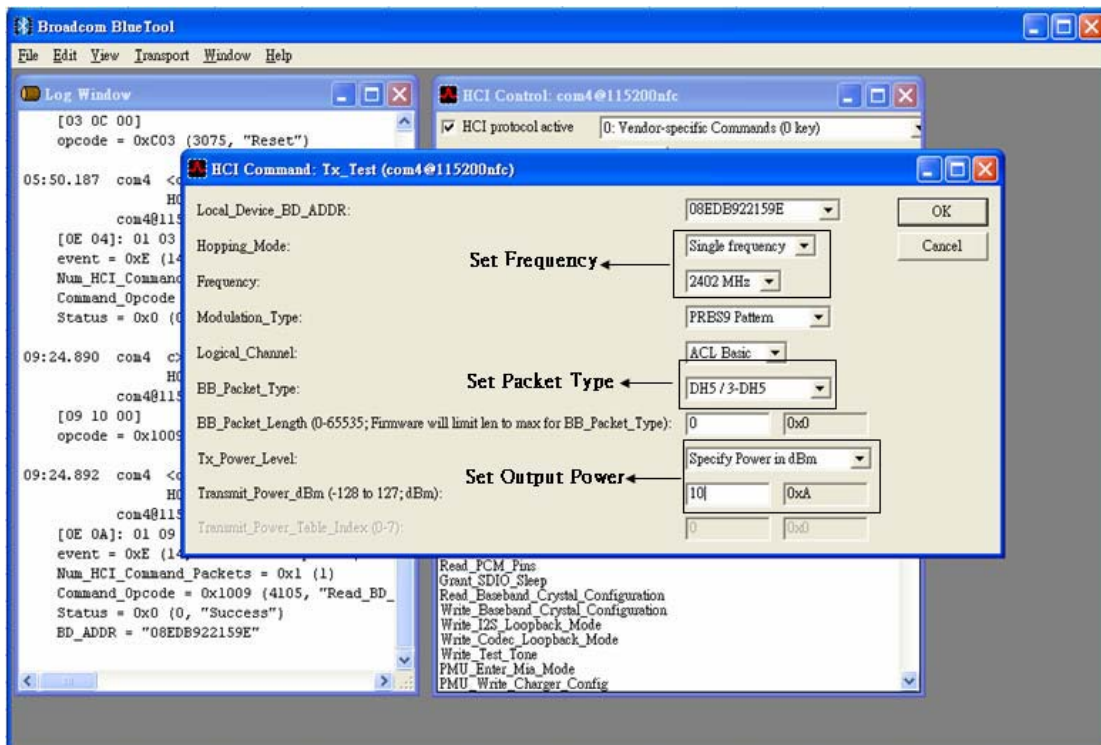 Broadcom BlueTool
File Edit View Transport Window Help
Log Window
[03 0C 00]
opcode = 0xC03 (3075, "Reset")
05:50.187 com4
com4@115
[0E 04]: 01 03
event = 0xE (14
Num_HCI_Command
Command_Opcode
Status = 0x0 (0
09:24.890 com4
com4@115
[09 10 00]
opcode = 0x1009
09:24.892 com4
com4@115
[0E 0A]: 01 09
event = 0xE (14,
Num_HCI_Command_Packets = 0x1 (1)
Command_Opcode = 0x1009 (4105, "Read_BD_
Status = 0x0 (0, "Success")
BD_ADDR = "08EDB922159E"
HCI Control: com4@115200nfc
HCI protocol active 0: Vendor-specific Commands (0 key)
HCI Command: Tx_Test (com4@115200nfc)
Local_Device_BD_ADDR: 08EDB922159E OK
Hopping_Mode: Single frequency Cancel
Set Frequency
Frequency: 2402 MHz
Modulation_Type: PRBS9 Pattern
Logical_Channel: ACL Basic
Set Packet Type
BB_Packet_Type: DH5 / 3-DH5
BB_Packet_Length (0-65535; Firmware will limit len to max for BB_Packet_Type): 0 0x0
Tx_Power_Level: Specify Power in dBm
Set Output Power
Transmit_Power_dBm (-128 to 127; dBm): 10 0xA
Transmit_Power_Table_Index (0-7): 0 0x0
Read_PCM_Pins
Grant_SDIO_Sleep
Read_Baseband_Crystal_Configuration
Write_Baseband_Crystal_Configuration
Write_I2S_Loopback_Mode
Write_Codec_Loopback_Mode
Write_Test_Tone
PMU_Enter_Mia_Mode
PMU_Write_Charger_Config